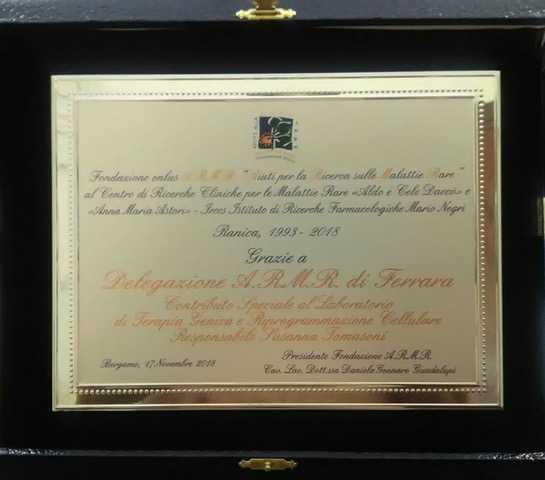 Fondazione onlus A.R.M.R. "Aiuti per la Ricerca sulle Malattie Rare"
al Centro di Ricerche Cliniche per le Malattie Rare «Aldo e Cele Daccò» e
«Anna Maria Astori» - Irccs Istituto di Ricerche Farmacologiche Mario Negri
Ranica, 1993-2018
Grazie a
Delegazione A.R.M.R. di Ferrara
Contributo Speciale al Laboratorio
di Terapia Genica e Riprogrammazione Cellulare
Responsabile Susanna Tomasoni
Bergamo, 17 Novembre 2018
Presidente Fondazione A.R.M.R.
Cav. Lav. Dott.ssa Daniela Gennaro Guadalupi